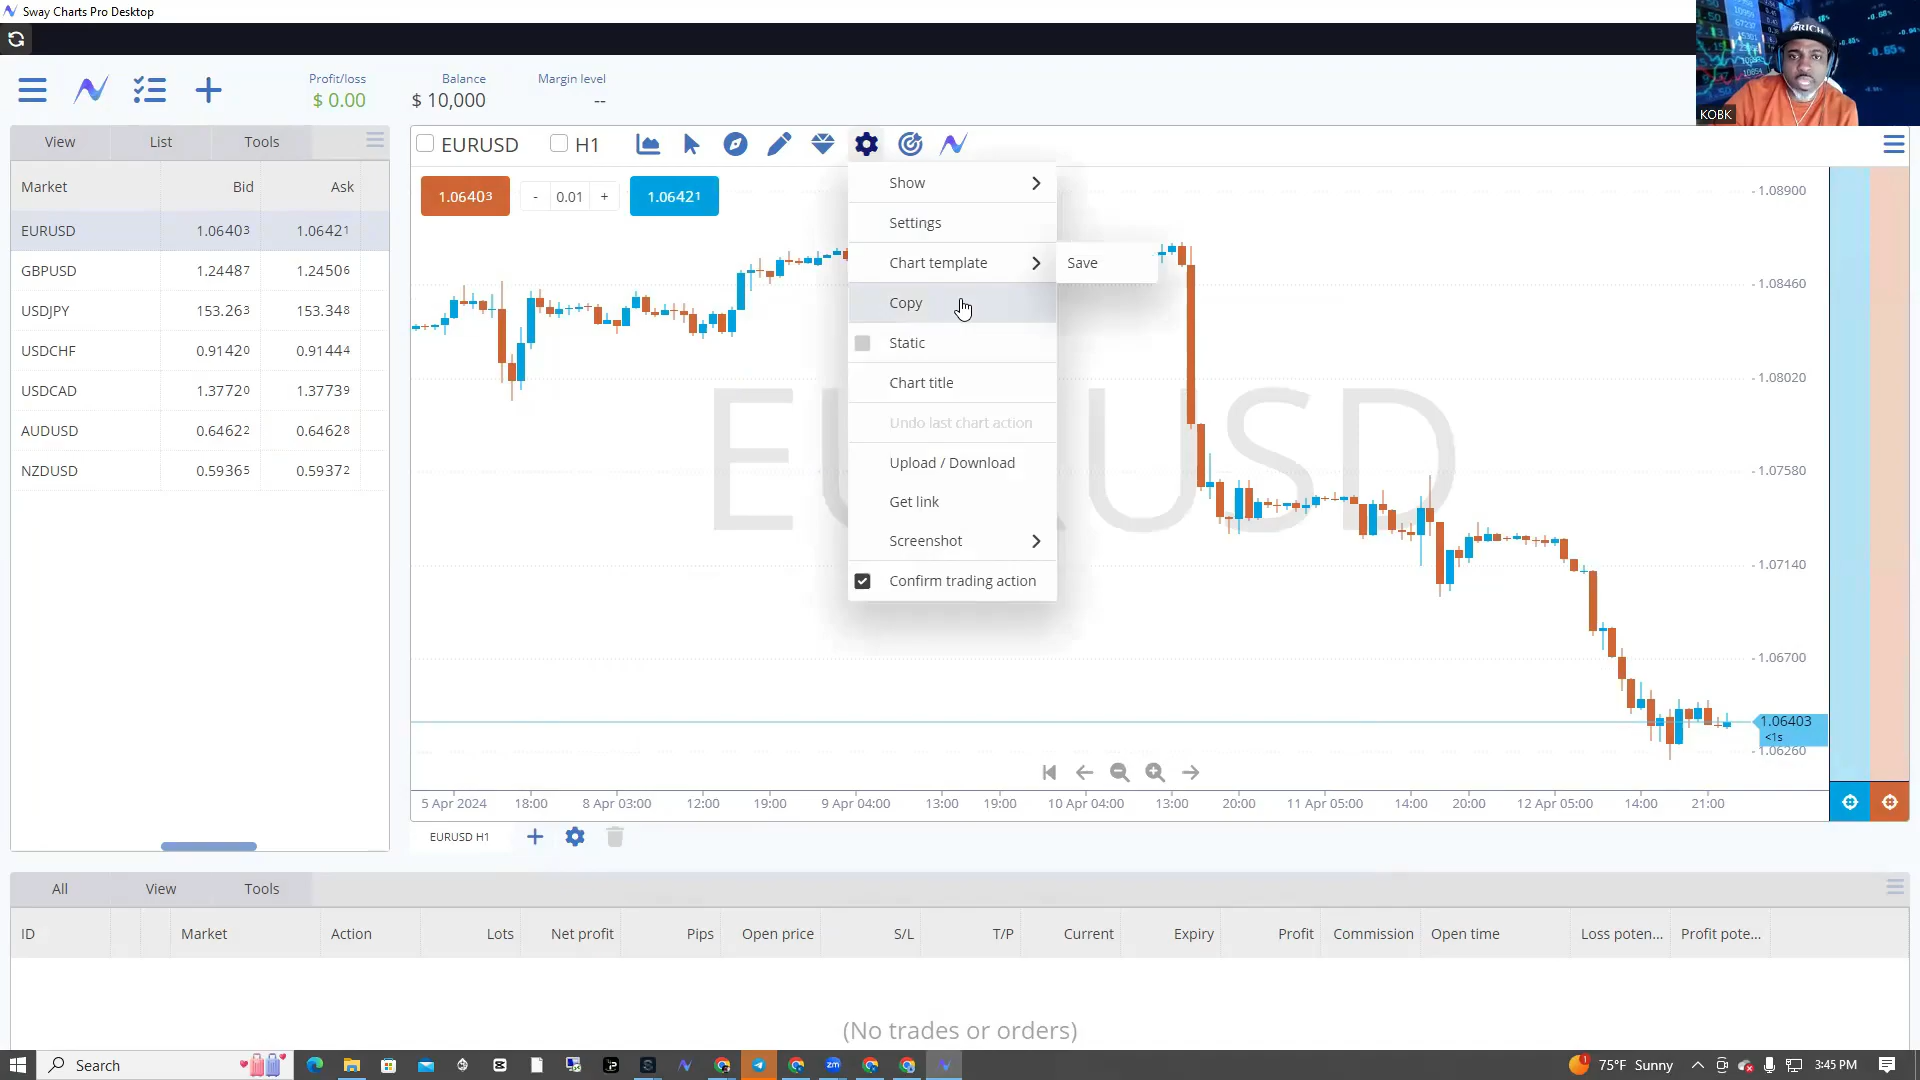 Sway Charts Pro Desktop
Profit/loss
$ 0.00
Balance
$ 10,000
Margin level
--
KOBK
View
List
Tools
Market
Bid
Ask
EURUSD
1.06403
1.06421
GBPUSD
1.24487
1.24506
USDJPY
153.263
153.348
USDCHF
0.91420
0.91444
USDCAD
1.37720
1.37739
AUDUSD
0.64622
0.64628
NZDUSD
0.59365
0.59372
EURUSD
H1
1.06403
-
0.01
+
1.06421
Show
Settings
Chart template
Save
Copy
Static
Chart title
Undo last chart action
Upload / Download
Get link
Screenshot
Confirm trading action
EURUSD
1.08900
1.08460
1.08020
1.07580
1.07140
1.06700
1.06403
<1s
1.06260
5 Apr 2024
18:00
8 Apr 03:00
12:00
19:00
9 Apr 04:00
13:00
19:00
10 Apr 04:00
13:00
20:00
11 Apr 05:00
14:00
20:00
12 Apr 05:00
14:00
21:00
EURUSD H1
All
View
Tools
ID
Market
Action
Lots
Net profit
Pips
Open price
S/L
T/P
Current
Expiry
Profit
Commission
Open time
Loss poten...
Profit pote...
(No trades or orders)
Search
75°F Sunny
3:45 PM